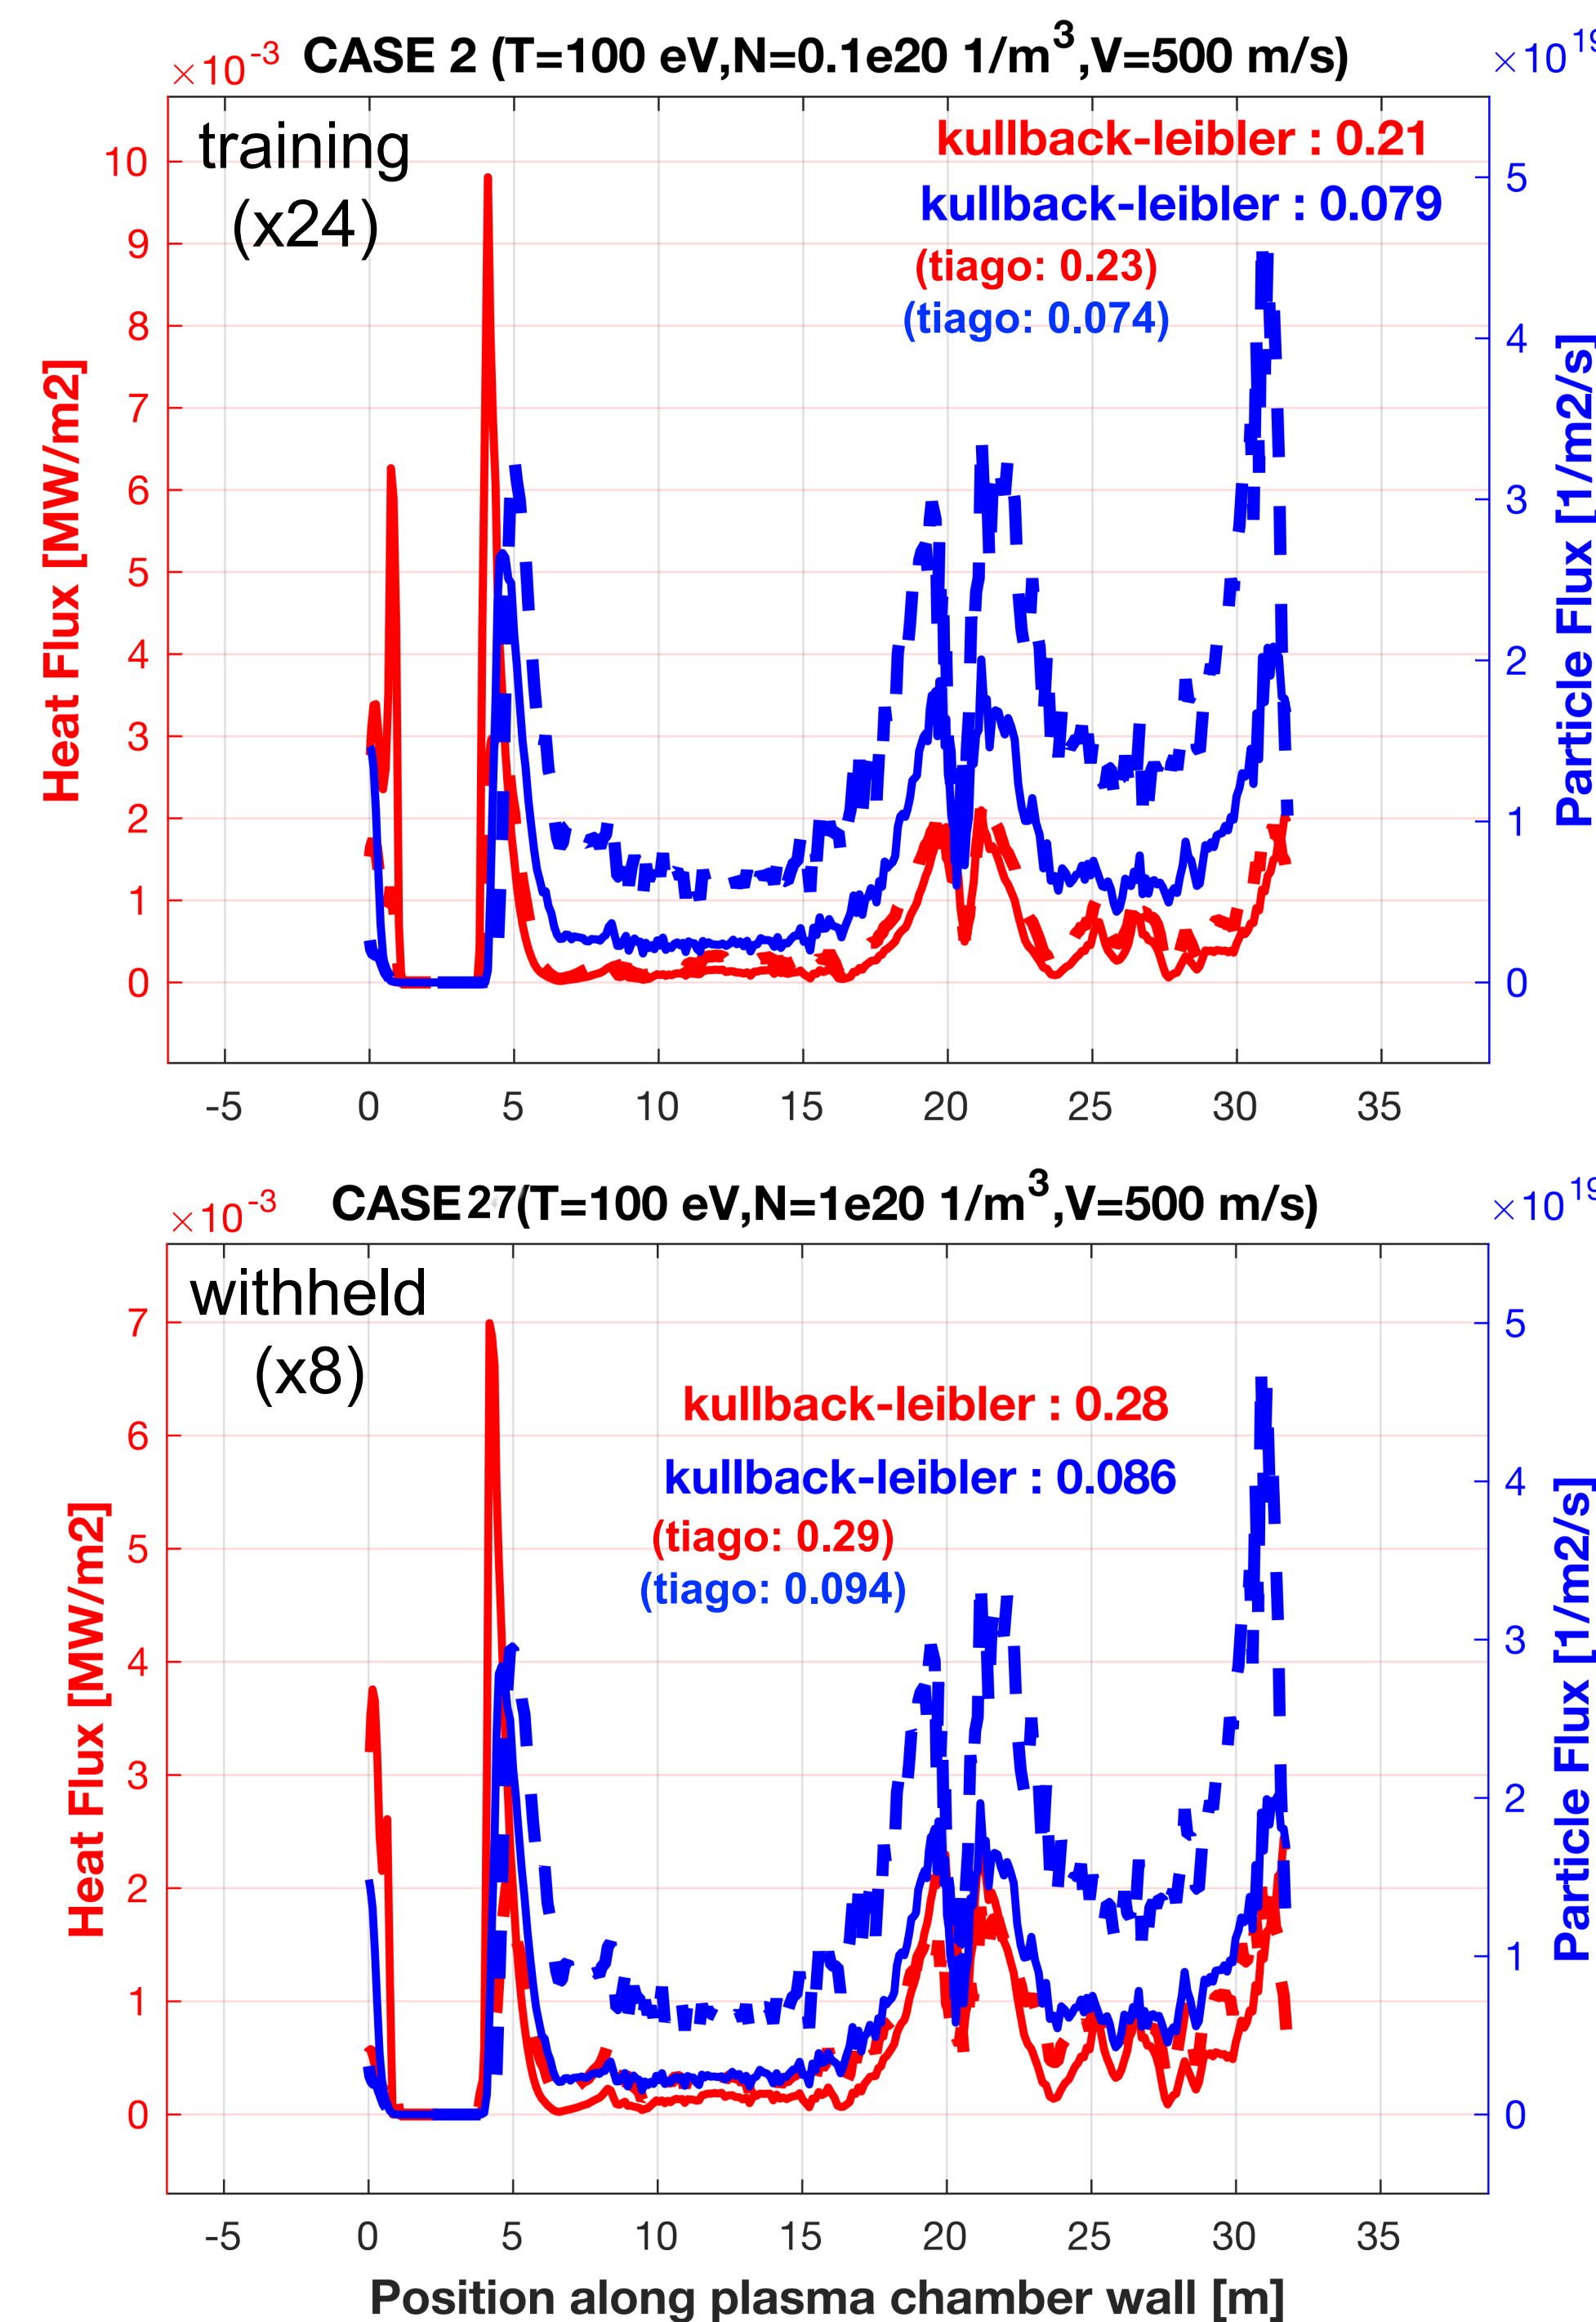 ×10^-3 CASE 2 (T=100 eV,N=0.1e20 1/m^3,V=500 m/s) ×10^19
training
(x24)
kullback-leibler : 0.21
kullback-leibler : 0.079
(tiago: 0.23)
(tiago: 0.074)
Heat Flux [MW/m2]
10
9
8
7
6
5
4
3
2
1
0
Particle Flux [1/m2/s]
5
4
3
2
1
0
-5 0 5 10 15 20 25 30 35
×10^-3 CASE 27(T=100 eV,N=1e20 1/m^3,V=500 m/s) ×10^19
withheld
(x8)
kullback-leibler : 0.28
kullback-leibler : 0.086
(tiago: 0.29)
(tiago: 0.094)
Heat Flux [MW/m2]
7
6
5
4
3
2
1
0
Particle Flux [1/m2/s]
5
4
3
2
1
0
-5 0 5 10 15 20 25 30 35
Position along plasma chamber wall [m]